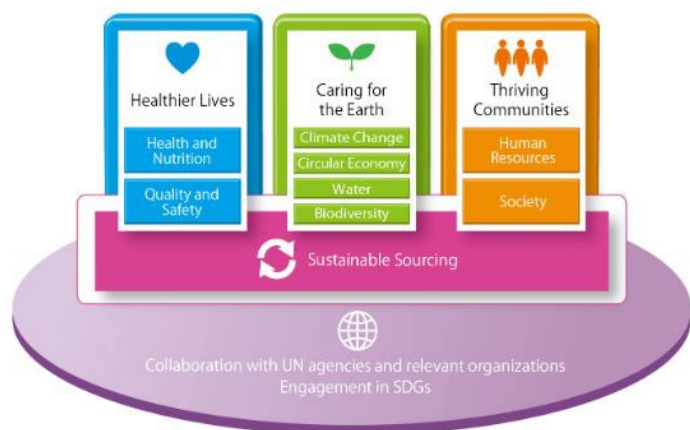 Healthier Lives
Health and
Nutrition
Quality and
Safety
Caring for
the Earth
Climate Change
Circular Economy
Water
Biodiversity
Thriving
Communities
Human
Resources
Society
Sustainable Sourcing
Collaboration with UN agencies and relevant organizations
Engagement in SDGs